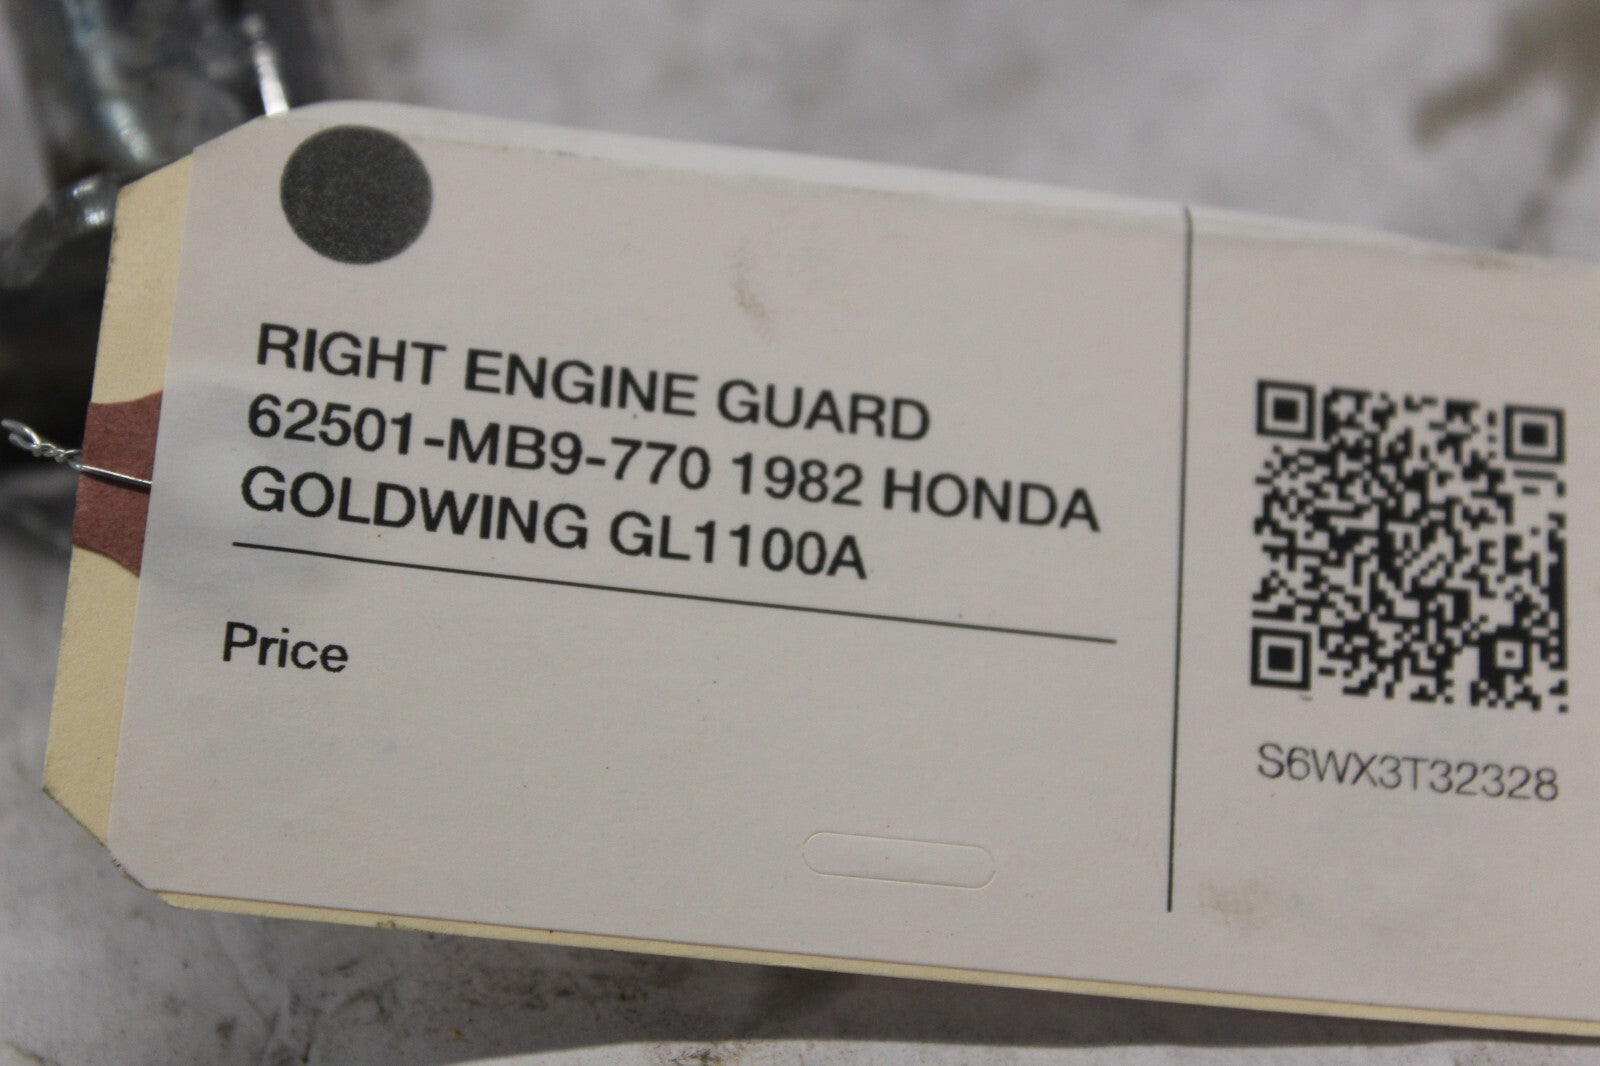 RIGHT ENGINE GUARD
62501-MB9-770 1982 HONDA
GOLDWING GL1100A
Price
S6WX3T32328